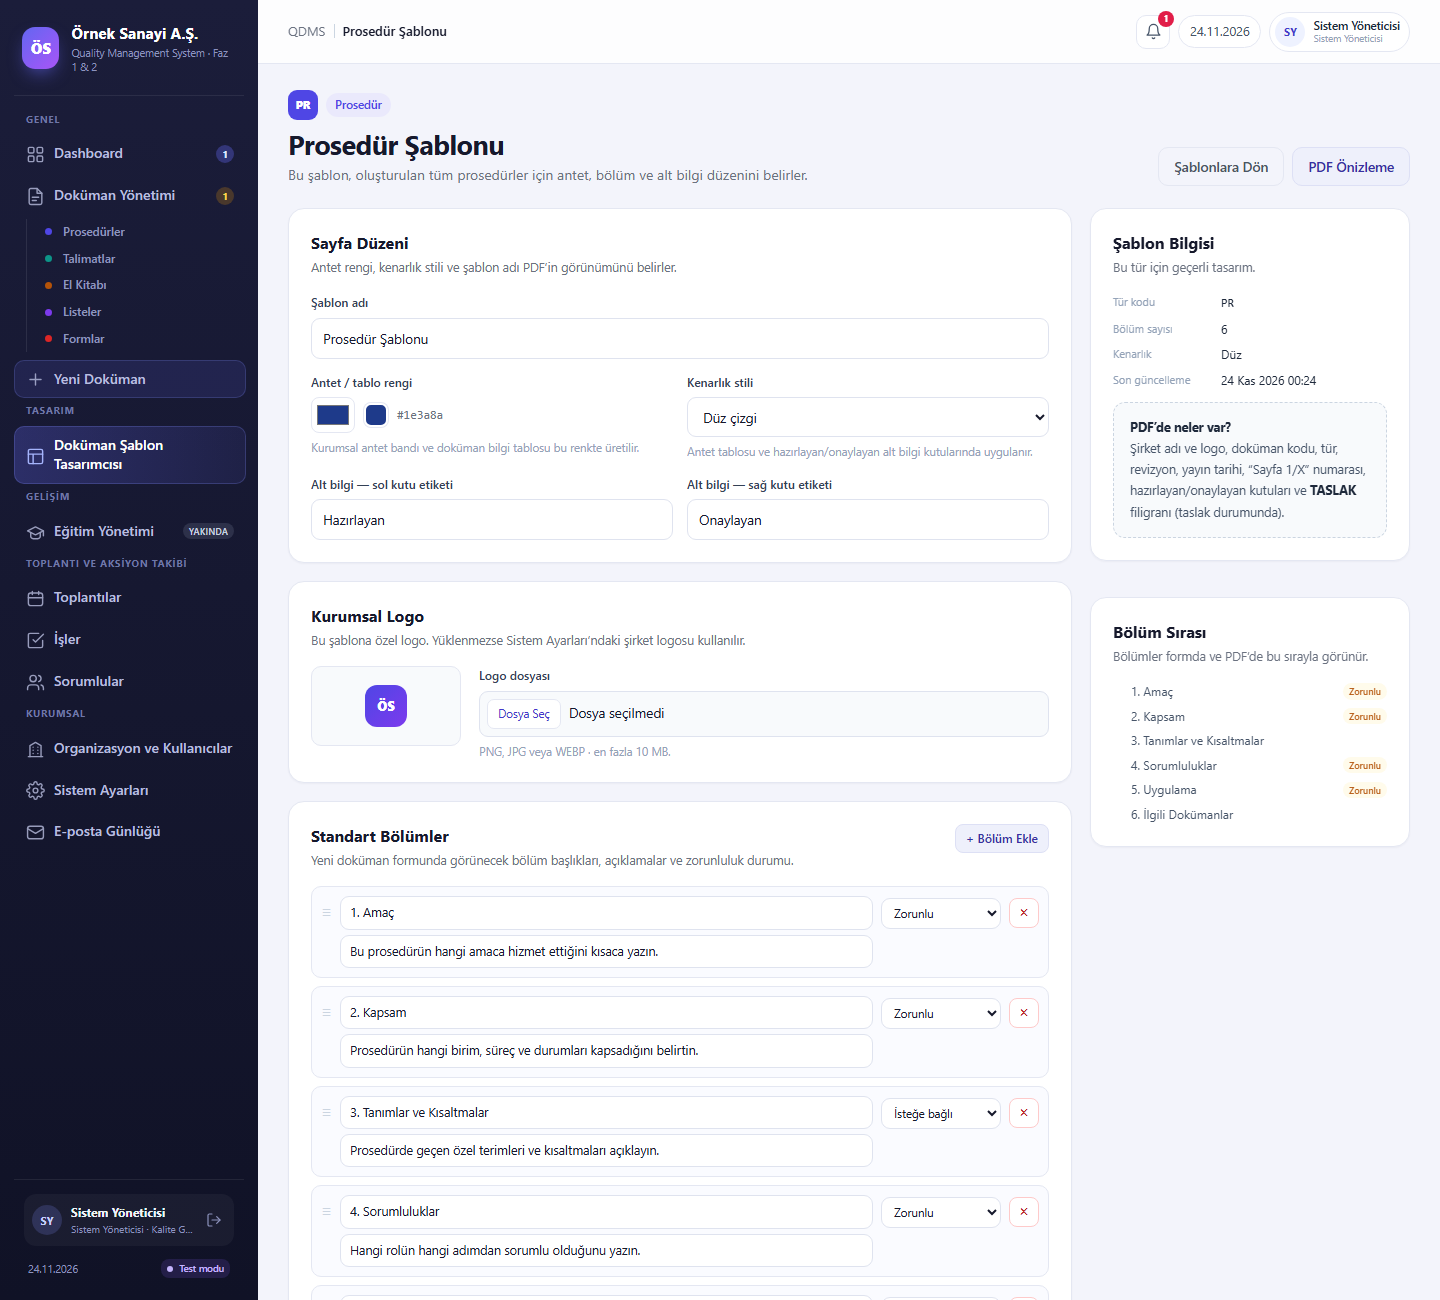 ÖS
Örnek Sanayi A.Ş.
Quality Management System · Faz
1 & 2
GENEL
Dashboard
1
Doküman Yönetimi
1
Prosedürler
Talimatlar
El Kitabı
Listeler
Formlar
Yeni Doküman
TASARIM
Doküman Şablon
Tasarımcısı
GELİŞİM
Eğitim Yönetimi
YAKINDA
TOPLANTI VE AKSİYON TAKİBİ
Toplantılar
İşler
Sorumlular
KURUMSAL
Organizasyon ve Kullanıcılar
Sistem Ayarları
E-posta Günlüğü
SY
Sistem Yöneticisi
Sistem Yöneticisi · Kalite G...
24.11.2026
Test modu
QDMS
Prosedür Şablonu
1
24.11.2026
SY
Sistem Yöneticisi
Sistem Yöneticisi
PR
Prosedür
Prosedür Şablonu
Bu şablon, oluşturulan tüm prosedürler için antet, bölüm ve alt bilgi düzenini belirler.
Şablonlara Dön
PDF Önizleme
Sayfa Düzeni
Antet rengi, kenarlık stili ve şablon adı PDF'in görünümünü belirler.
Şablon adı
Prosedür Şablonu
Antet / tablo rengi
#1e3a8a
Kurumsal antet bandı ve doküman bilgi tablosu bu renkte üretilir.
Kenarlık stili
Düz çizgi
Antet tablosu ve hazırlayan/onaylayan alt bilgi kutularında uygulanır.
Alt bilgi — sol kutu etiketi
Hazırlayan
Alt bilgi — sağ kutu etiketi
Onaylayan
Kurumsal Logo
Bu şablona özel logo. Yüklenmezse Sistem Ayarları'ndaki şirket logosu kullanılır.
ÖS
Logo dosyası
Dosya Seç
Dosya seçilmedi
PNG, JPG veya WEBP · en fazla 10 MB.
Standart Bölümler
Yeni doküman formunda görünecek bölüm başlıkları, açıklamalar ve zorunluluk durumu.
+ Bölüm Ekle
1. Amaç
Zorunlu
×
Bu prosedürün hangi amaca hizmet ettiğini kısaca yazın.
2. Kapsam
Zorunlu
×
Prosedürün hangi birim, süreç ve durumları kapsadığını belirtin.
3. Tanımlar ve Kısaltmalar
İsteğe bağlı
×
Prosedürde geçen özel terimleri ve kısaltmaları açıklayın.
4. Sorumluluklar
Zorunlu
×
Hangi rolün hangi adımdan sorumlu olduğunu yazın.
Şablon Bilgisi
Bu tür için geçerli tasarım.
Tür kodu
PR
Bölüm sayısı
6
Kenarlık
Düz
Son güncelleme
24 Kas 2026 00:24
PDF'de neler var?
Şirket adı ve logo, doküman kodu, tür,
revizyon, yayın tarihi, "Sayfa 1/X" numarası,
hazırlayan/onaylayan kutuları ve TASLAK
filigranı (taslak durumunda).
Bölüm Sırası
Bölümler formda ve PDF'de bu sırayla görünür.
1. Amaç
Zorunlu
2. Kapsam
Zorunlu
3. Tanımlar ve Kısaltmalar
4. Sorumluluklar
Zorunlu
5. Uygulama
Zorunlu
6. İlgili Dokümanlar